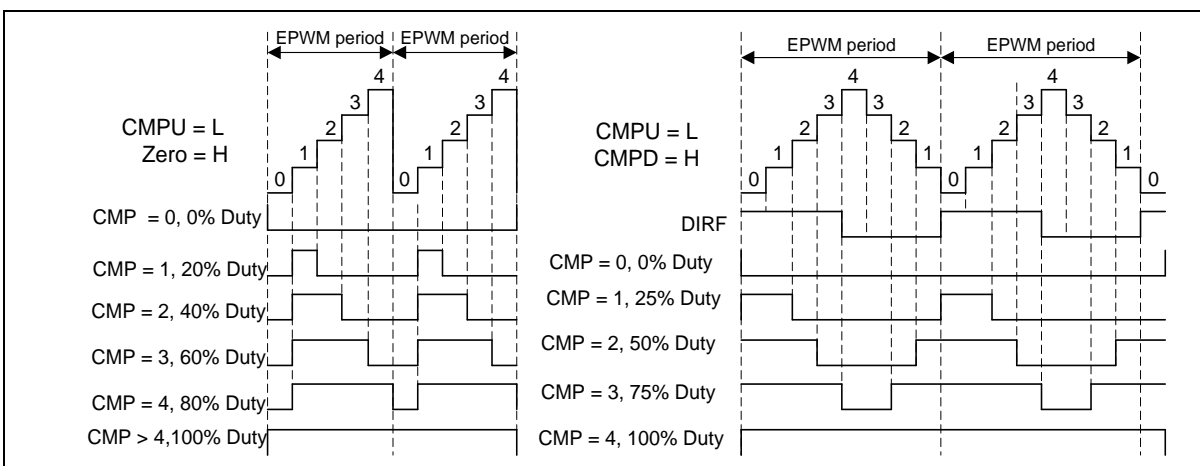 EPWM period EPWM period
4 4
3 3
2 2
1 1
0 0
CMPU = L
Zero = H
CMP = 0, 0% Duty
CMP = 1, 20% Duty
CMP = 2, 40% Duty
CMP = 3, 60% Duty
CMP = 4, 80% Duty
CMP > 4,100% Duty
EPWM period EPWM period
4 4
3 3 3 3
2 2 2 2
1 1 1 1
0 0 0
CMPU = L
CMPD = H
DIRF
CMP = 0, 0% Duty
CMP = 1, 25% Duty
CMP = 2, 50% Duty
CMP = 3, 75% Duty
CMP = 4, 100% Duty